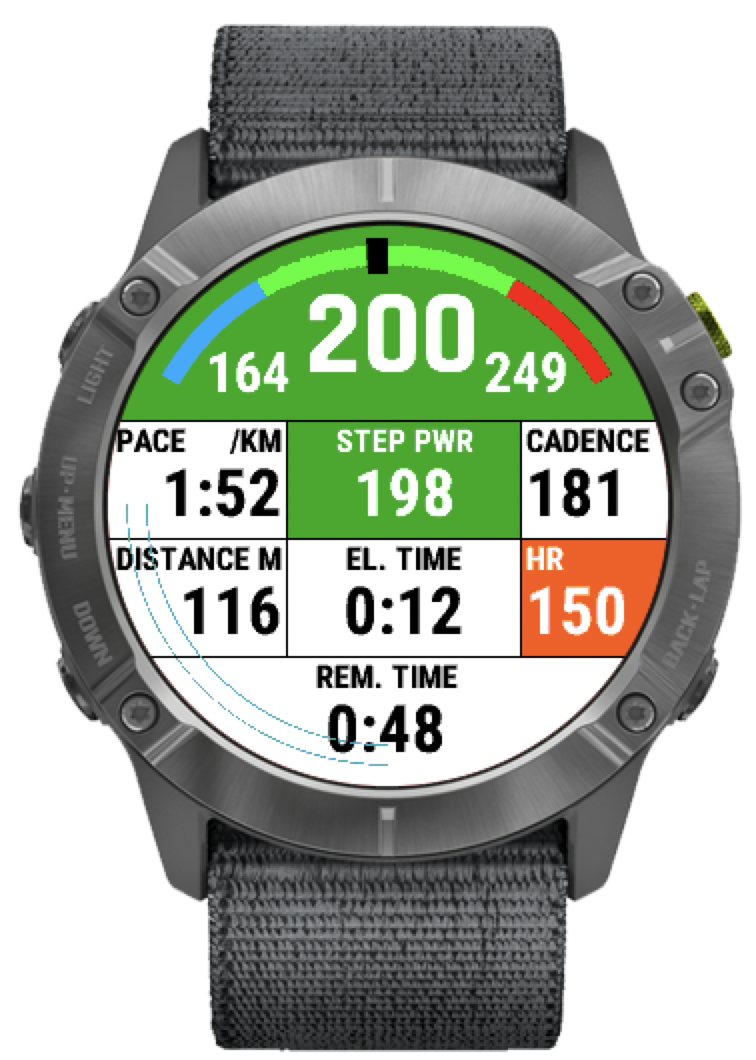 200
164
249
PACE /KM
1:52
STEP PWR
198
CADENCE
181
DISTANCE M
116
EL. TIME
0:12
HR
150
REM. TIME
0:48
LIGHT
UP·MENU
DOWN
BACK·LAP